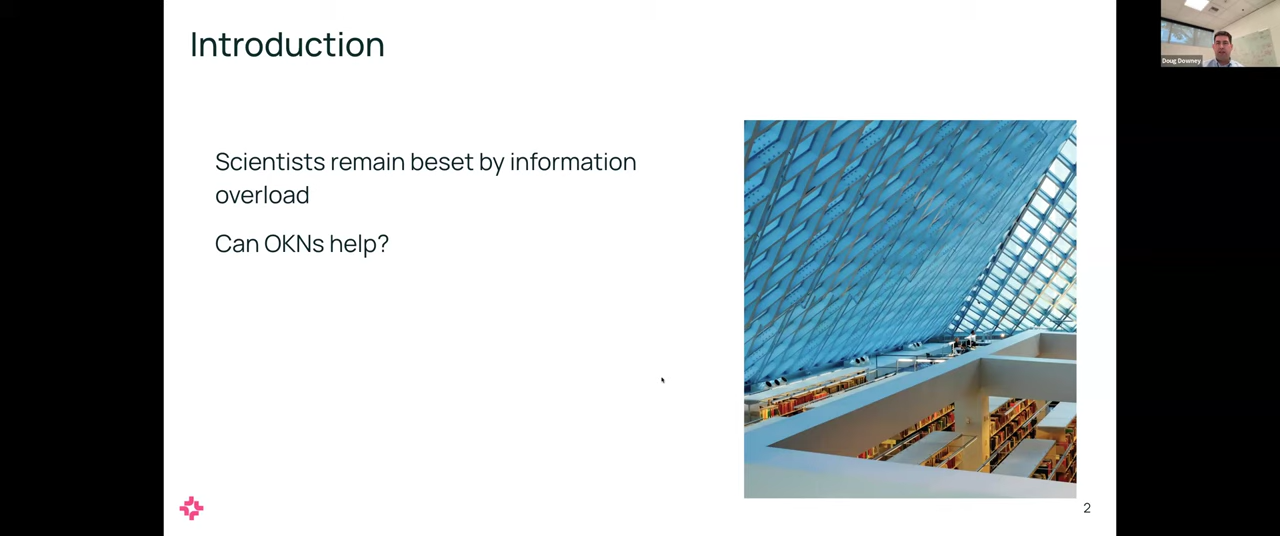 Introduction
Scientists remain beset by information
overload
Can OKNs help?
2
Doug Downey